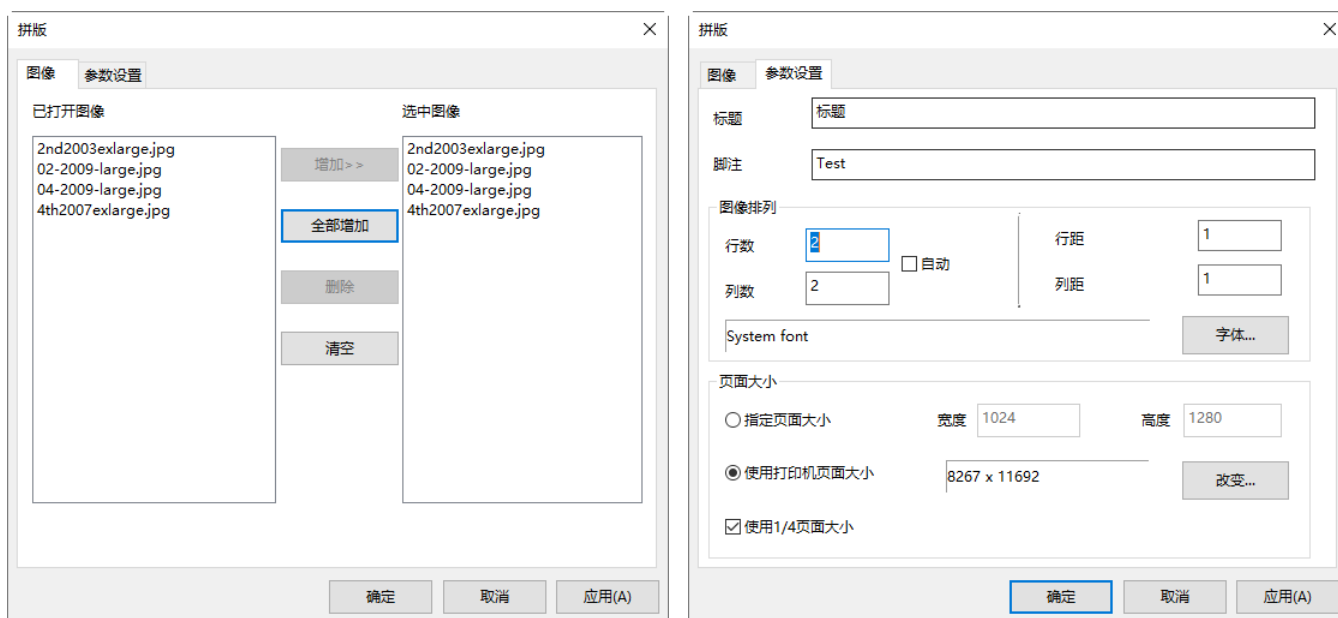 拼版
图像 参数设置
已打开图像
2nd2003exlarge.jpg
02-2009-large.jpg
04-2009-large.jpg
4th2007exlarge.jpg
增加>>
全部增加
删除
清空
选中图像
2nd2003exlarge.jpg
02-2009-large.jpg
04-2009-large.jpg
4th2007exlarge.jpg
确定 取消 应用(A)
拼版
图像 参数设置
标题 标题
脚注 Test
图像排列
行数 2
列数 2
自动
行距 1
列距 1
System font 字体...
页面大小
指定页面大小 宽度 1024 高度 1280
使用打印机页面大小 8267 x 11692 改变...
使用1/4页面大小
确定 取消 应用(A)